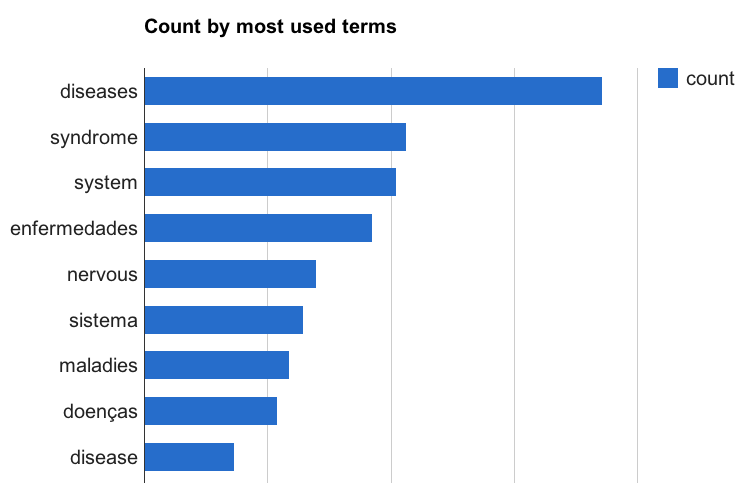 Count by most used terms
count
diseases
syndrome
system
enfermedades
nervous
sistema
maladies
doenças
disease